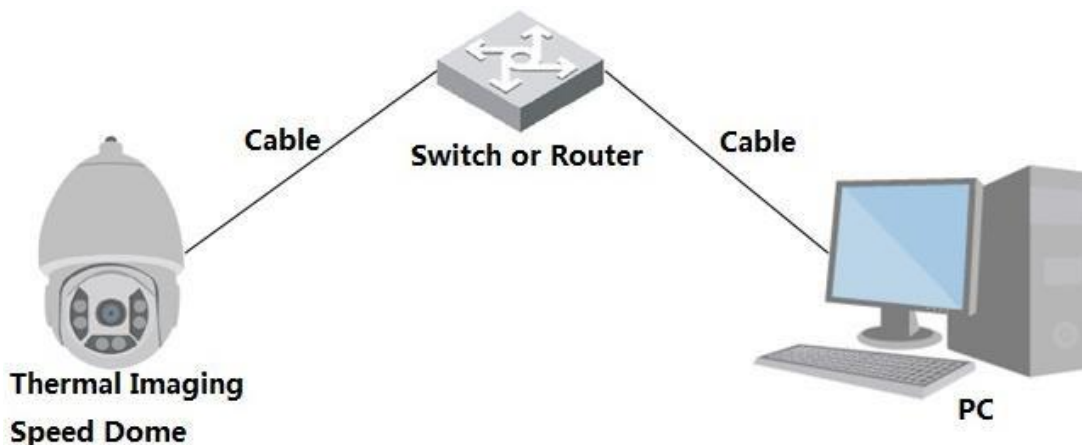 Cable
Cable
Switch or Router
Thermal Imaging
Speed Dome
PC